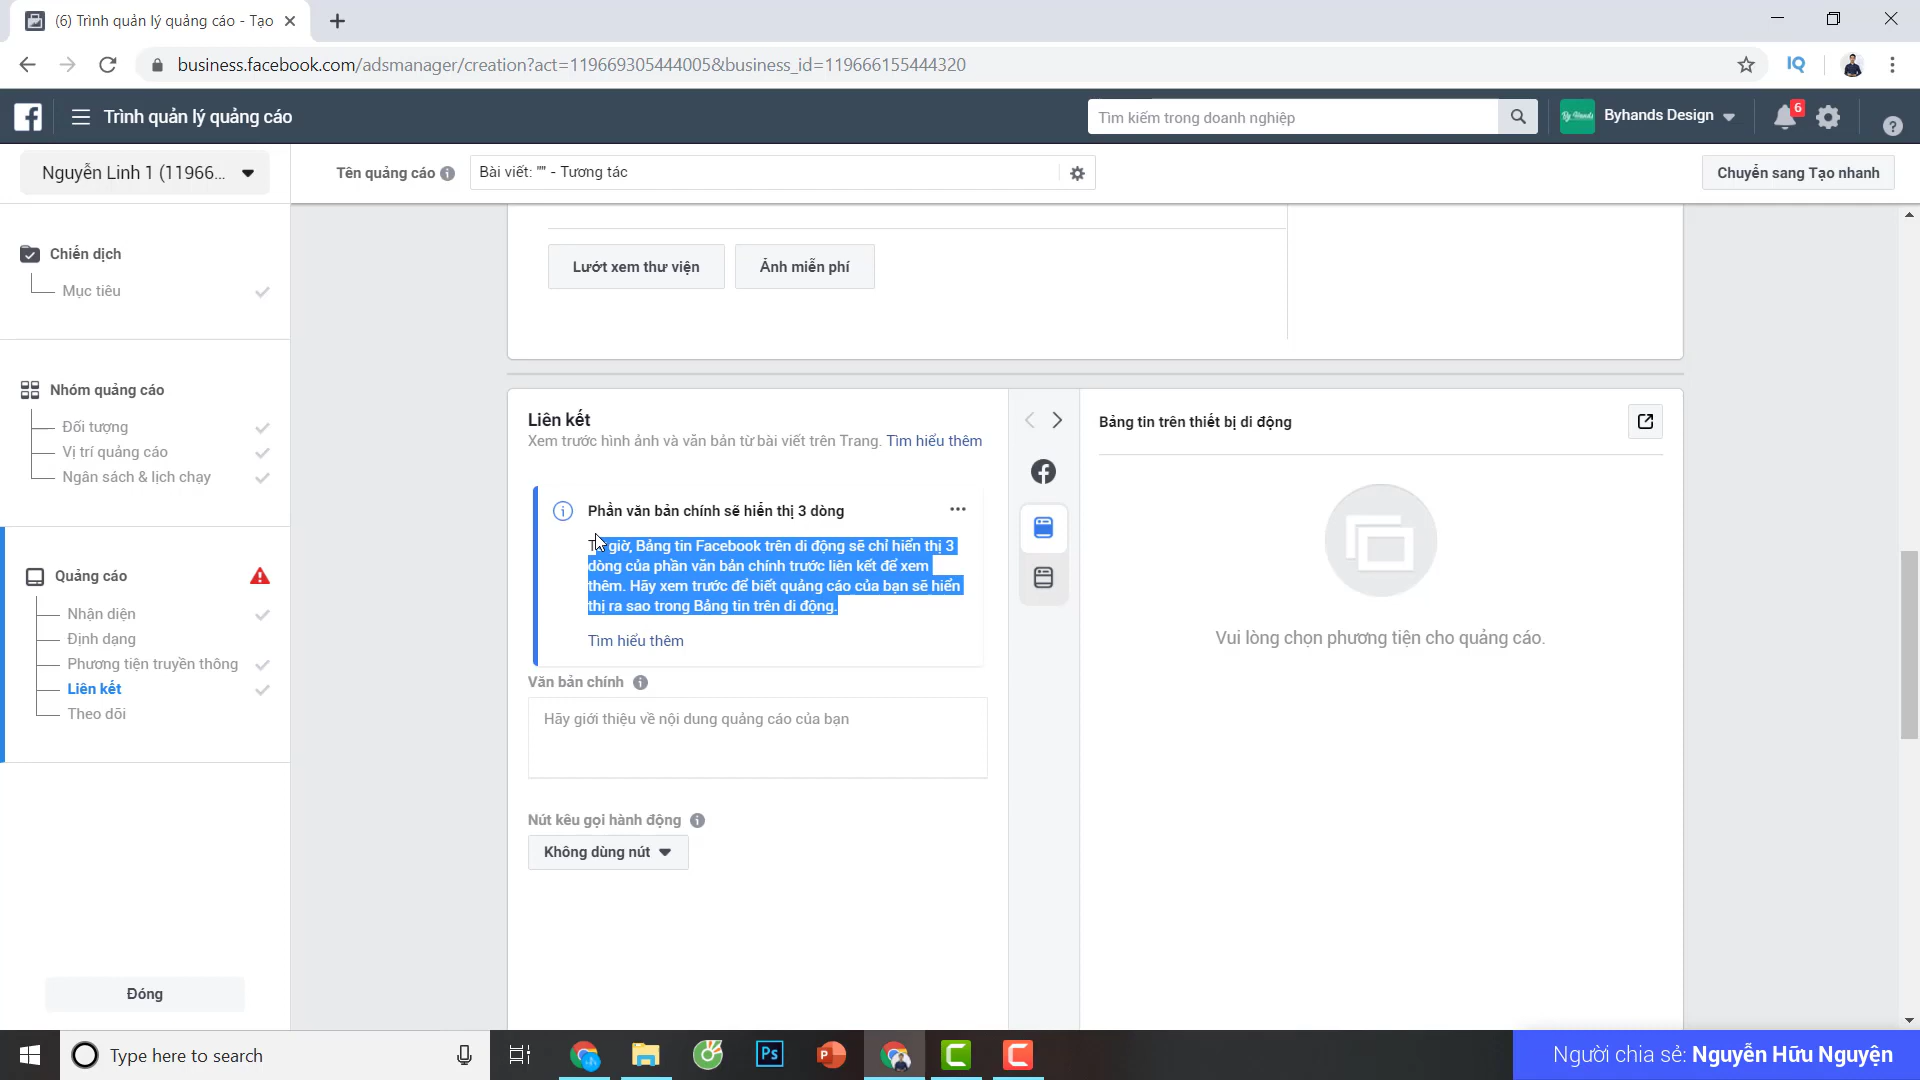 (6) Trình quản lý quảng cáo - Tạo
business.facebook.com/adsmanager/creation?act=119669305444005&business_id=119666155444320
IQ
Trình quản lý quảng cáo
Tìm kiếm trong doanh nghiệp
By Hands
Byhands Design
6
Nguyễn Linh 1 (11966...
Tên quảng cáo
Bài viết: "" - Tương tác
Chuyển sang Tạo nhanh
Chiến dịch
Mục tiêu
Nhóm quảng cáo
Đối tượng
Vị trí quảng cáo
Ngân sách & lịch chạy
Quảng cáo
Nhận diện
Định dạng
Phương tiện truyền thông
Liên kết
Theo dõi
Đóng
Lướt xem thư viện
Ảnh miễn phí
Liên kết
Xem trước hình ảnh và văn bản từ bài viết trên Trang. Tìm hiểu thêm
Phần văn bản chính sẽ hiển thị 3 dòng
giờ, Bảng tin Facebook trên di động sẽ chỉ hiển thị 3
dòng của phần văn bản chính trước liên kết để xem
thêm. Hãy xem trước để biết quảng cáo của bạn sẽ hiển
thị ra sao trong Bảng tin trên di động.
Tìm hiểu thêm
Văn bản chính
Hãy giới thiệu về nội dung quảng cáo của bạn
Nút kêu gọi hành động
Không dùng nút
Bảng tin trên thiết bị di động
Vui lòng chọn phương tiện cho quảng cáo.
Type here to search
Ps
Người chia sẻ: Nguyễn Hữu Nguyện